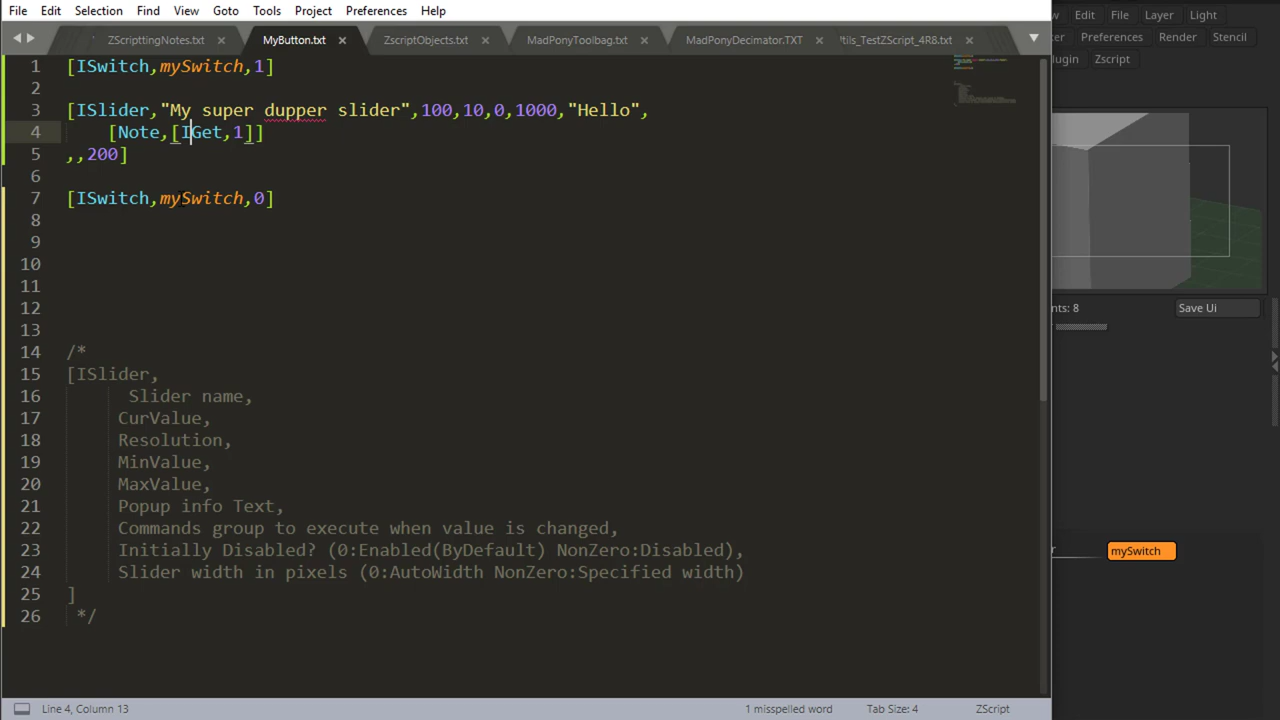 File Edit Selection Find View Goto Tools Project Preferences Help
ZScripttingNotes.txt × MyButton.txt × ZscriptObjects.txt × MadPonyToolbag.txt × MadPonyDecimator.TXT × 'tils_TestZScript_4R8.txt ×
1 [ISwitch,mySwitch,1]
2
3 [ISlider,"My super dupper slider",100,10,0,1000,"Hello",
4 [Note,[IGet,1]]
5 ,,200]
6
7 [ISwitch,mySwitch,0]
8
9
10
11
12
13
14 /*
15 [ISlider,
16 Slider name,
17 CurValue,
18 Resolution,
19 MinValue,
20 MaxValue,
21 Popup info Text,
22 Commands group to execute when value is changed,
23 Initially Disabled? (0:Enabled(ByDefault) NonZero:Disabled),
24 Slider width in pixels (0:AutoWidth NonZero:Specified width)
25 ]
26 */
Line 4, Column 13 1 misspelled word Tab Size: 4 ZScript
w Edit File Layer Light
ter Preferences Render Stencil
lugin Zscript
nts: 8 Save Ui
r mySwitch